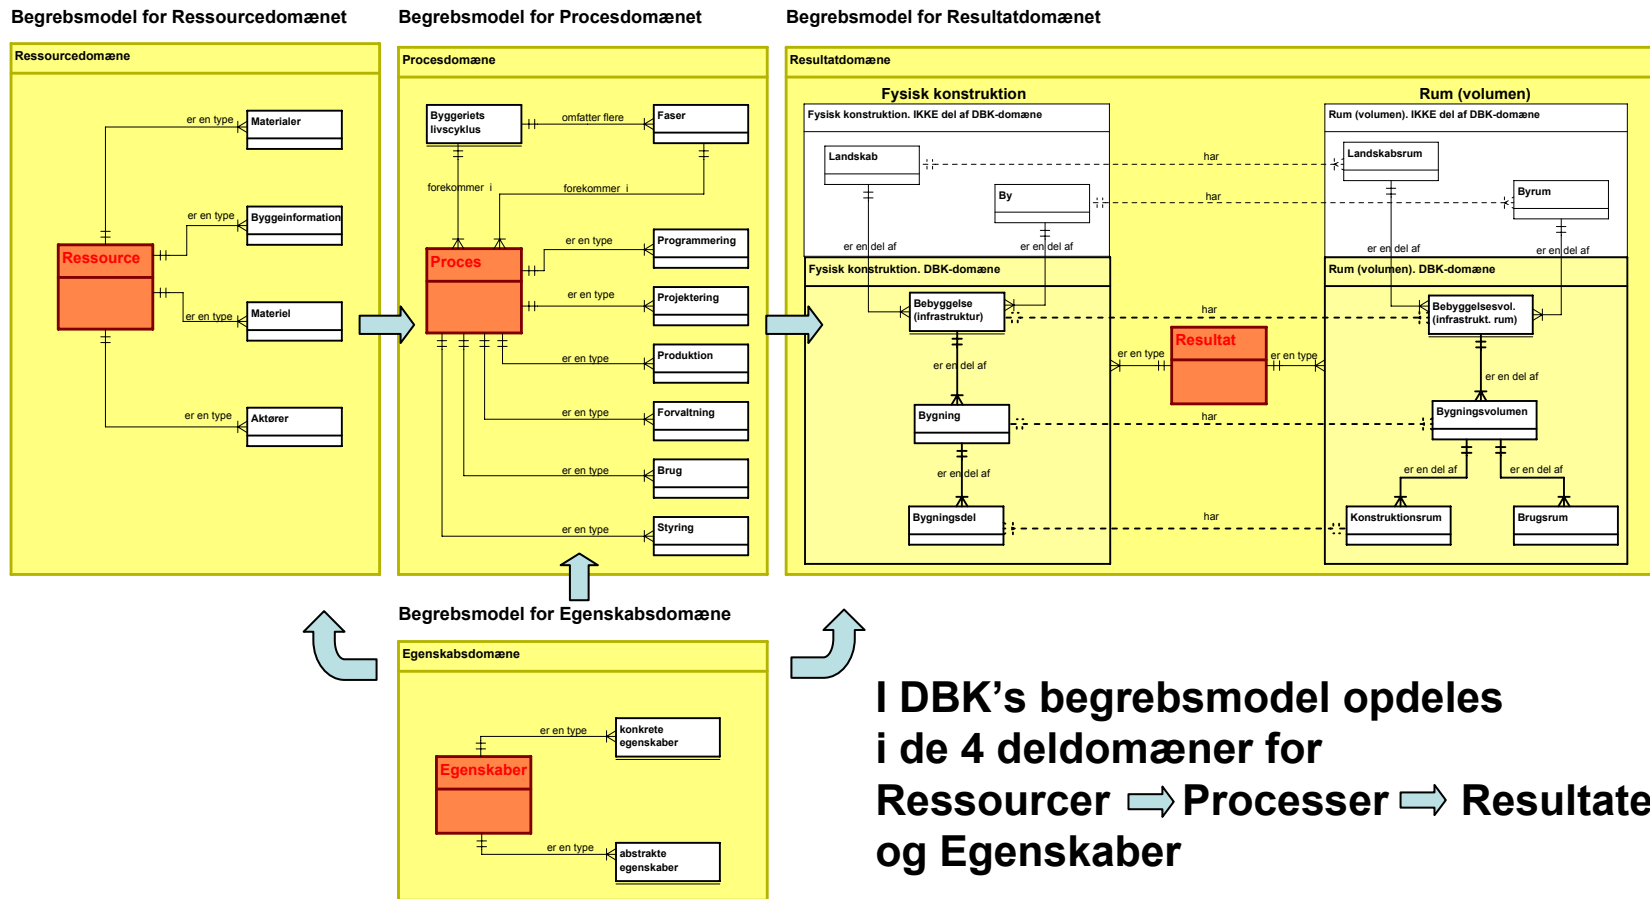 Begrebsmodel for Ressourcedomænet
Ressourcedomæne
er en type
Materialer
er en type
Byggeinformation
Ressource
er en type
Materiel
er en type
Aktører
Begrebsmodel for Procesdomænet
Procesdomæne
Byggeriets
livscyklus
omfatter flere
Faser
forekommer i
forekommer i
Proces
er en type
Programmering
er en type
Projektering
er en type
Produktion
er en type
Forvaltning
er en type
Brug
er en type
Styring
Begrebsmodel for Resultatdomænet
Resultatdomæne
Fysisk konstruktion
Rum (volumen)
Fysisk konstruktion. IKKE del af DBK-domæne
Rum (volumen). IKKE del af DBK-domæne
Landskab
har
Landskabsrum
By
har
Byrum
er en del af
er en del af
Fysisk konstruktion. DBK-domæne
Rum (volumen). DBK-domæne
Bebyggelse
(infrastruktur)
har
Bebyggelsesvol.
(infrastrukt. rum)
er en type
Resultat
er en type
er en del af
er en del af
Bygning
har
Bygningsvolumen
er en del af
er en del af
er en del af
Bygningsdel
har
Konstruktionsrum
Brugsrum
Begrebsmodel for Egenskabsdomæne
Egenskabsdomæne
er en type
konkrete
egenskaber
Egenskaber
er en type
abstrakte
egenskaber
I DBK's begrebsmodel opdeles
i de 4 deldomæner for
Ressourcer Processer Resultate
og Egenskaber